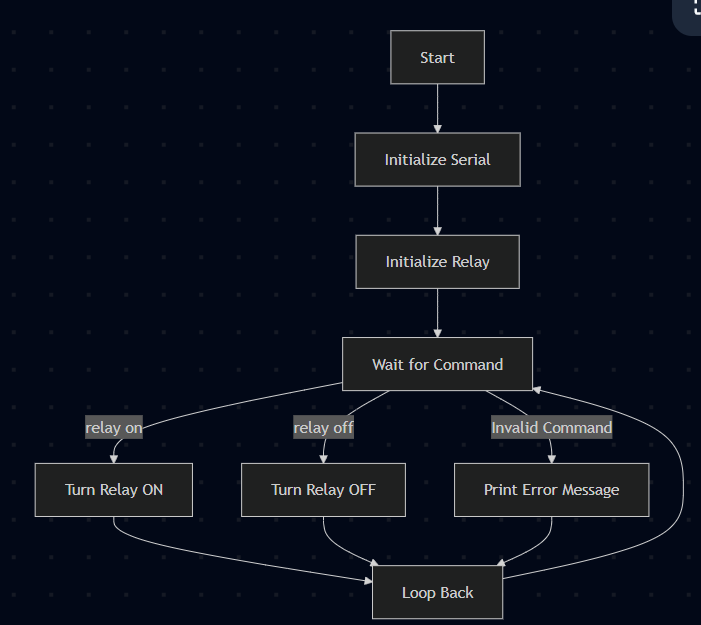 Start
Initialize Serial
Initialize Relay
Wait for Command
relay on
relay off
Invalid Command
Turn Relay ON
Turn Relay OFF
Print Error Message
Loop Back